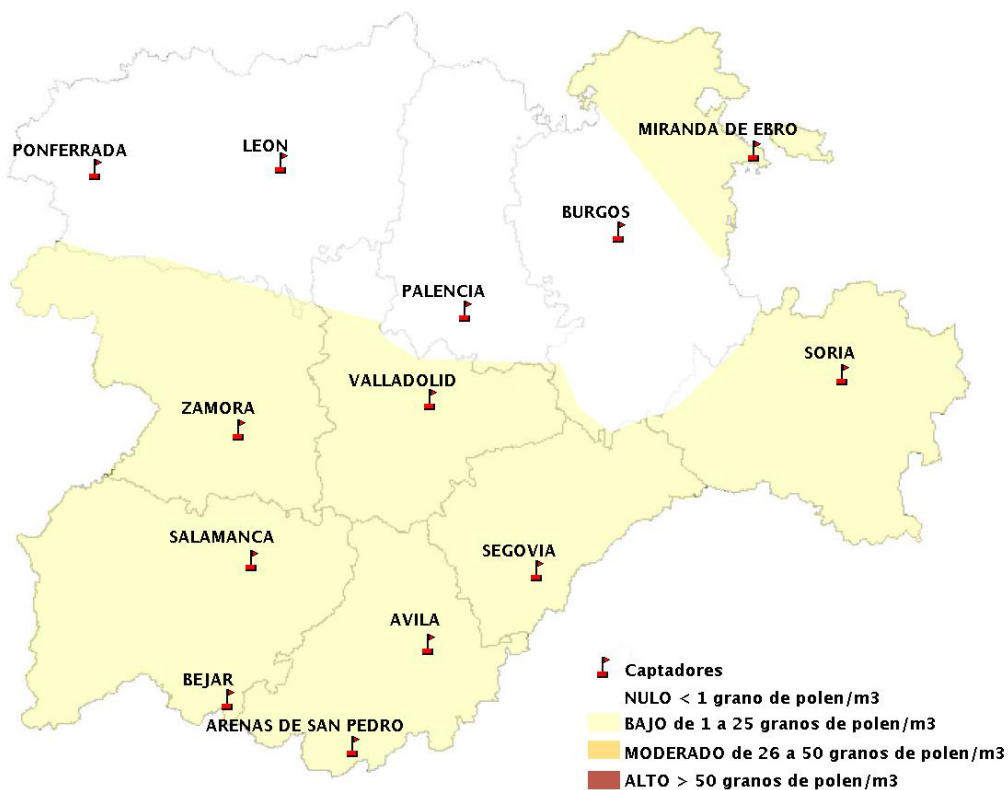 MIRANDA DE EBRO
PONFERRADA
LEON
BURGOS
PALENCIA
SORIA
VALLADOLID
ZAMORA
SALAMANCA
SEGOVIA
AVILA
BEJAR
ARENAS DE SAN PEDRO
Captadores
NULO < 1 grano de polen/m3
BAJO de 1 a 25 granos de polen/m3
MODERADO de 26 a 50 granos de polen/m3
ALTO > 50 granos de polen/m3